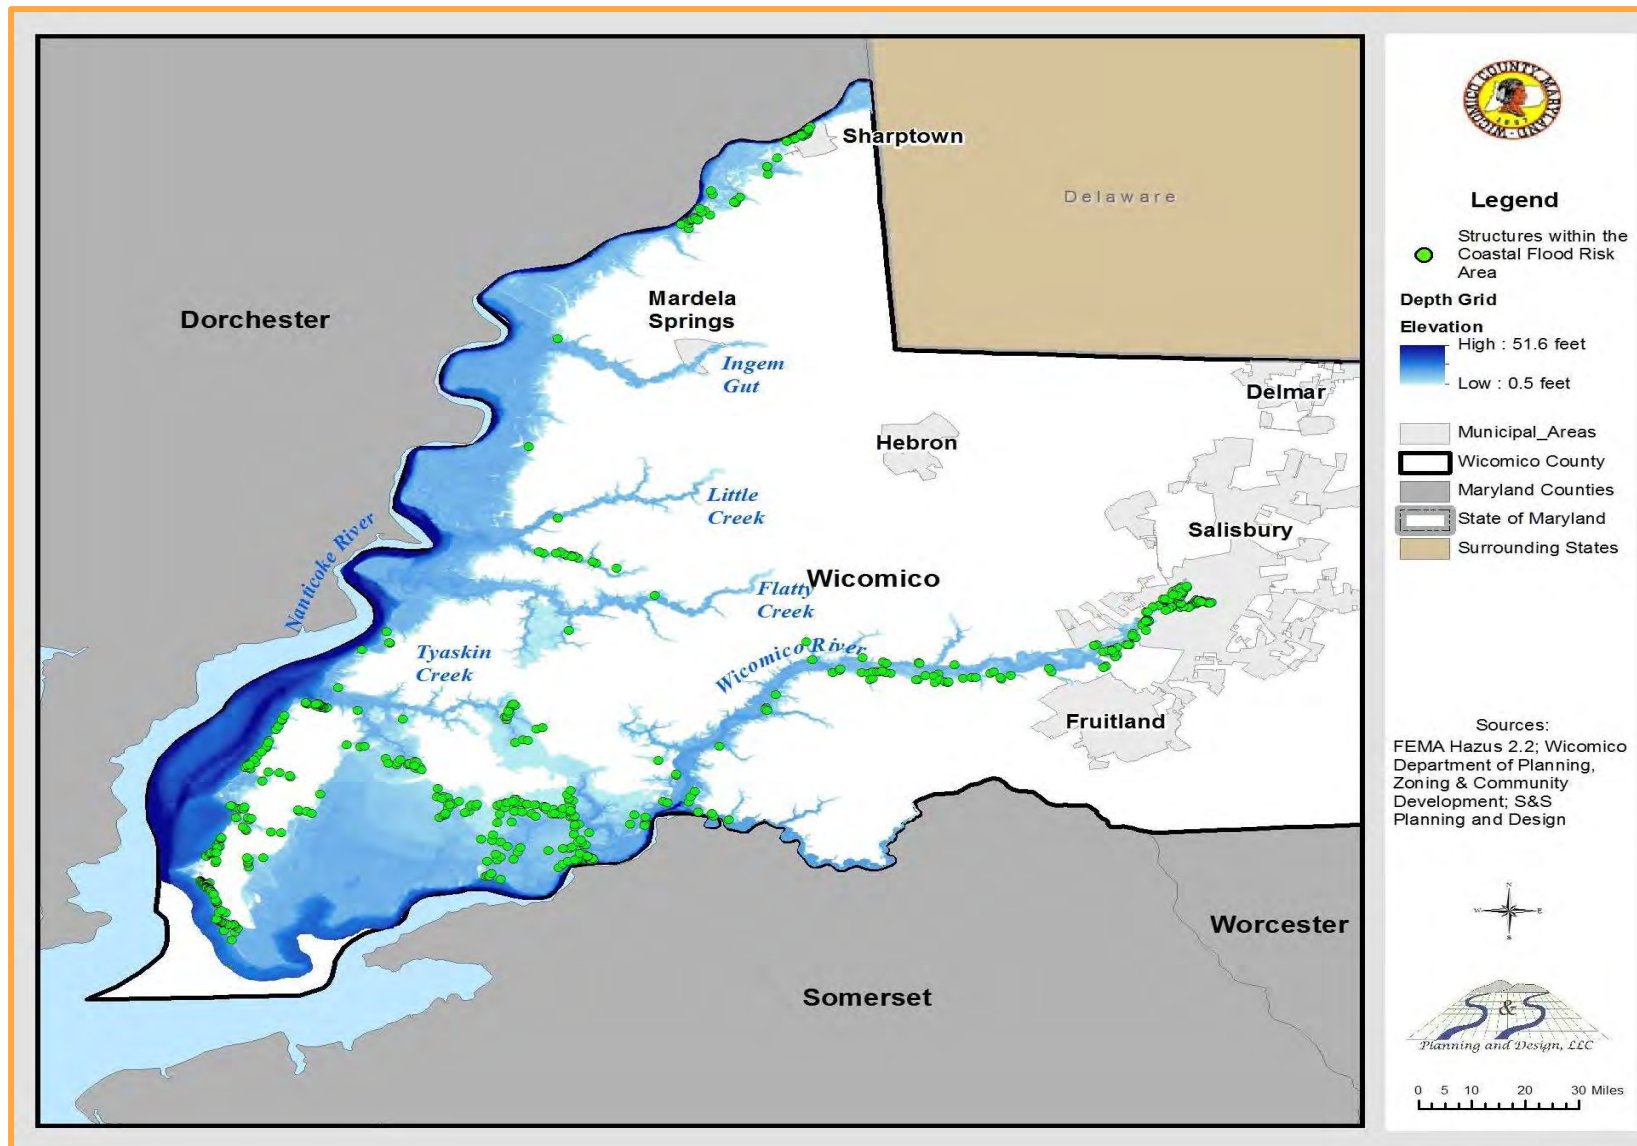 Sharptown
Delaware
Dorchester
Mardela
Springs
Ingem
Gut
Delmar
Hebron
Little
Creek
Salisbury
Nanticoke River
Wicomico
Flatty
Creek
Tyaskin
Creek
Wicomico River
Fruitland
Worcester
Somerset
WICOMICO COUNTY MARYLAND
1867
Legend
Structures within the
Coastal Flood Risk
Area
Depth Grid
Elevation
High : 51.6 feet
Low : 0.5 feet
Municipal_Areas
Wicomico County
Maryland Counties
State of Maryland
Surrounding States
Sources:
FEMA Hazus 2.2; Wicomico
Department of Planning,
Zoning & Community
Development; S&S
Planning and Design
N
W E
S
S & S
Planning and Design, LLC
0 5 10 20 30 Miles